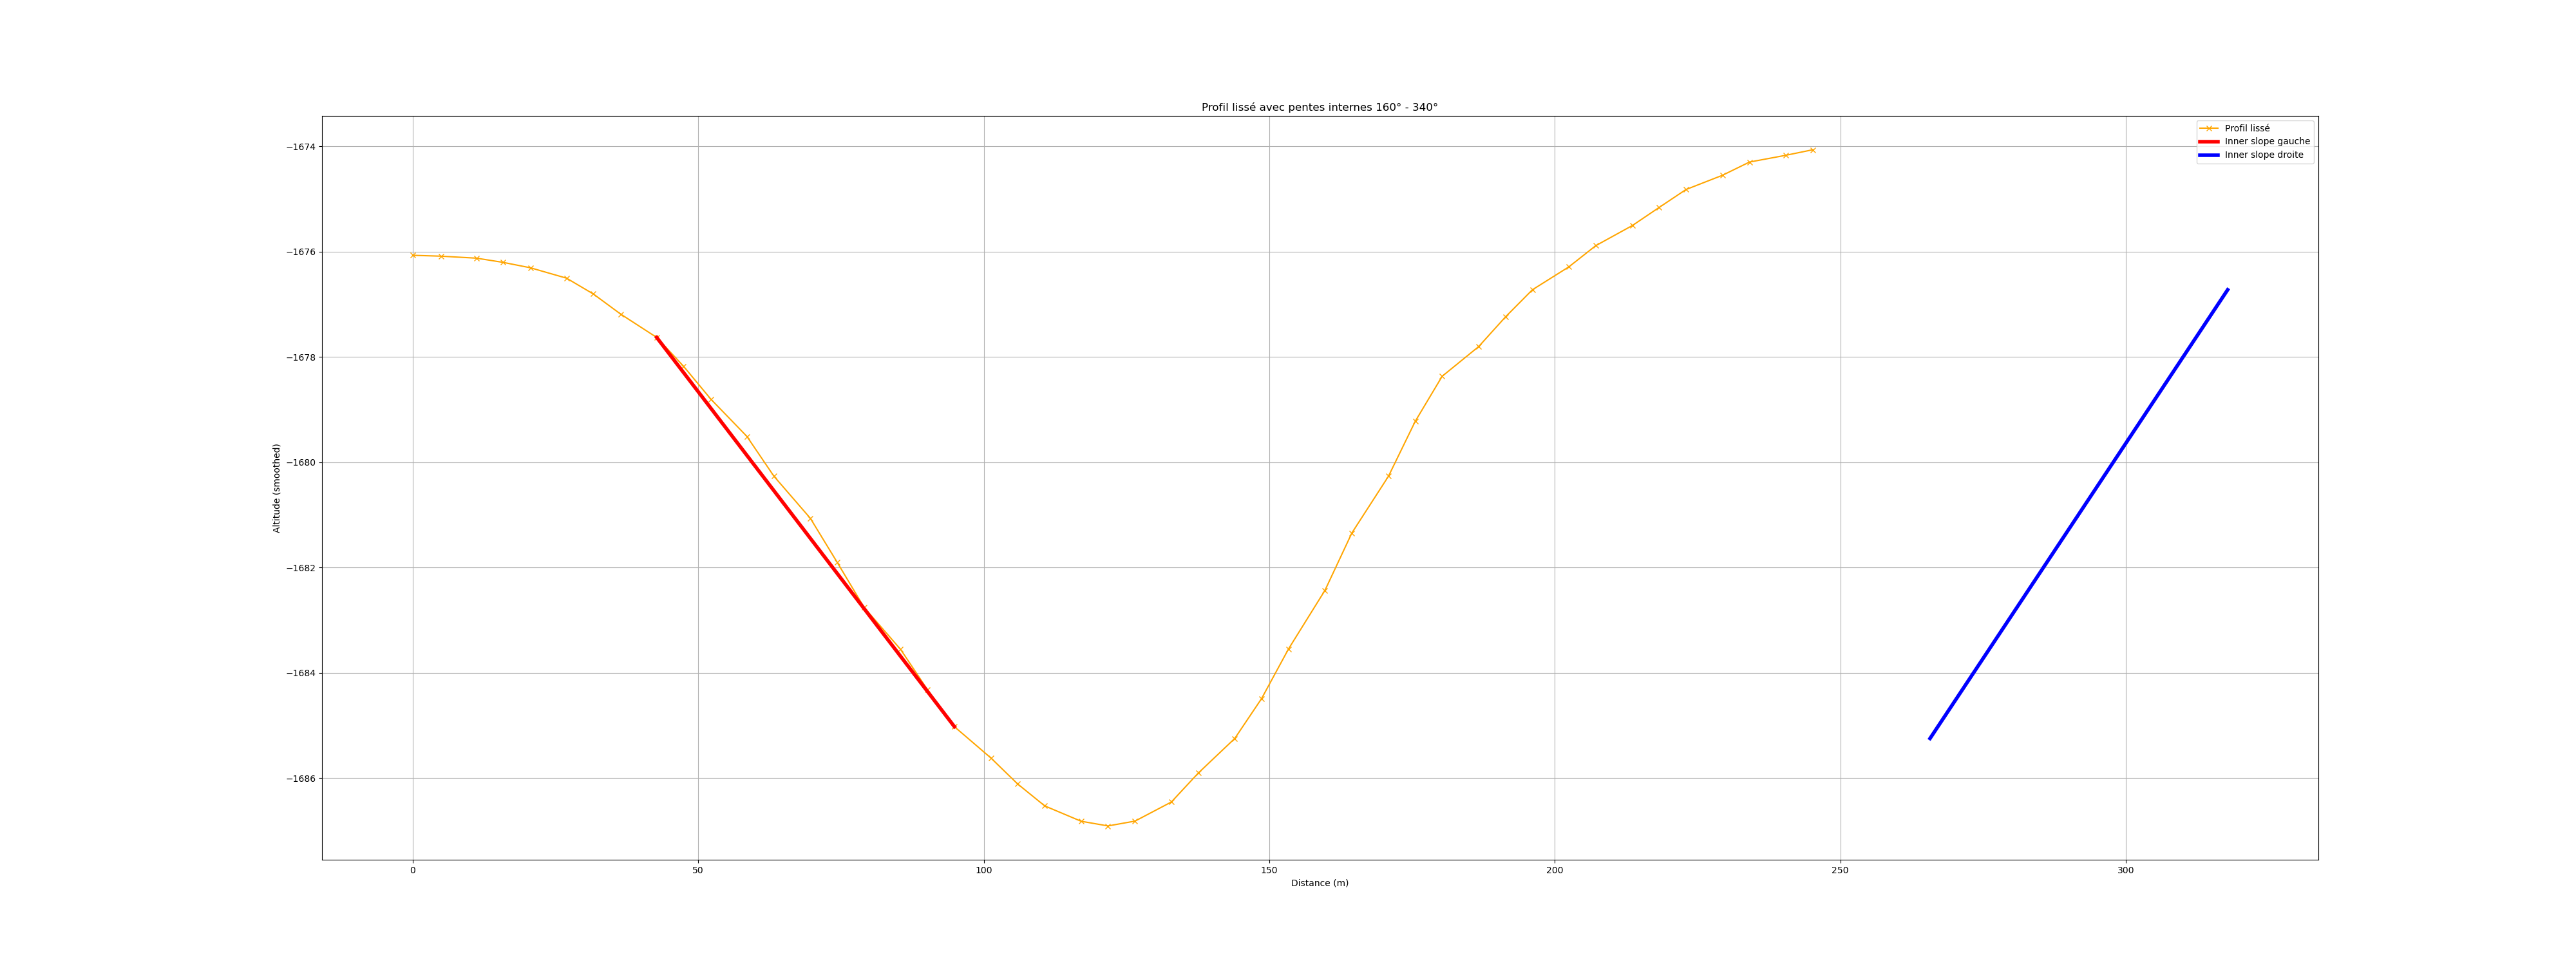 Profil lissé avec pentes internes 160° - 340°
Profil lissé
Inner slope gauche
Inner slope droite
Altitude (smoothed)
−1674
−1676
−1678
−1680
−1682
−1684
−1686
0
50
100
150
200
250
300
Distance (m)